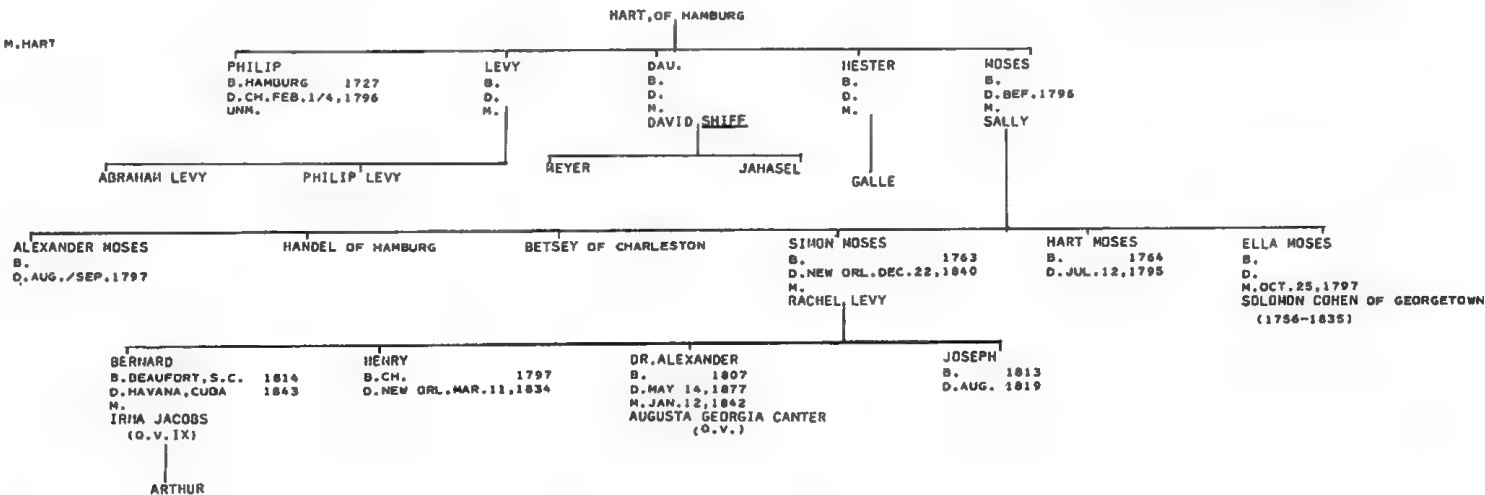 HART, OF HAMBURG
M.HART
PHILIP
B.HAMBURG 1727
D.CH.FEB.1/4,1796
UNM.
LEVY
B.
D.
M.
DAU.
B.
D.
M.
DAVID SHIFF
HESTER
B.
D.
M.
MOSES
B.
D.BEF.1796
M.
SALLY
ABRAHAM LEVY
PHILIP LEVY
MEYER
JAHASEL
GALLE
ALEXANDER MOSES
B.
D.AUG./SEP.1797
HANDEL OF HAMBURG
BETSEY OF CHARLESTON
SIMON MOSES
B. 1763
D.NEW ORL.DEC.22,1840
M.
RACHEL LEVY
HART MOSES
B. 1764
D.JUL.12,1795
ELLA MOSES
B.
D.
M.OCT.25,1797
SOLOMON COHEN OF GEORGETOWN
(1756-1835)
BERNARD
B.BEAUFORT,S.C. 1814
D.HAVANA,CUBA 1843
M.
IRMA JACOBS
(Q.V.IX)
HENRY
B.CH. 1797
D.NEW ORL.MAR.11,1834
DR.ALEXANDER
B. 1807
D.MAY 14,1877
M.JAN.12,1842
AUGUSTA GEORGIA CANTER
(Q.V.)
JOSEPH
B. 1813
D.AUG. 1819
ARTHUR